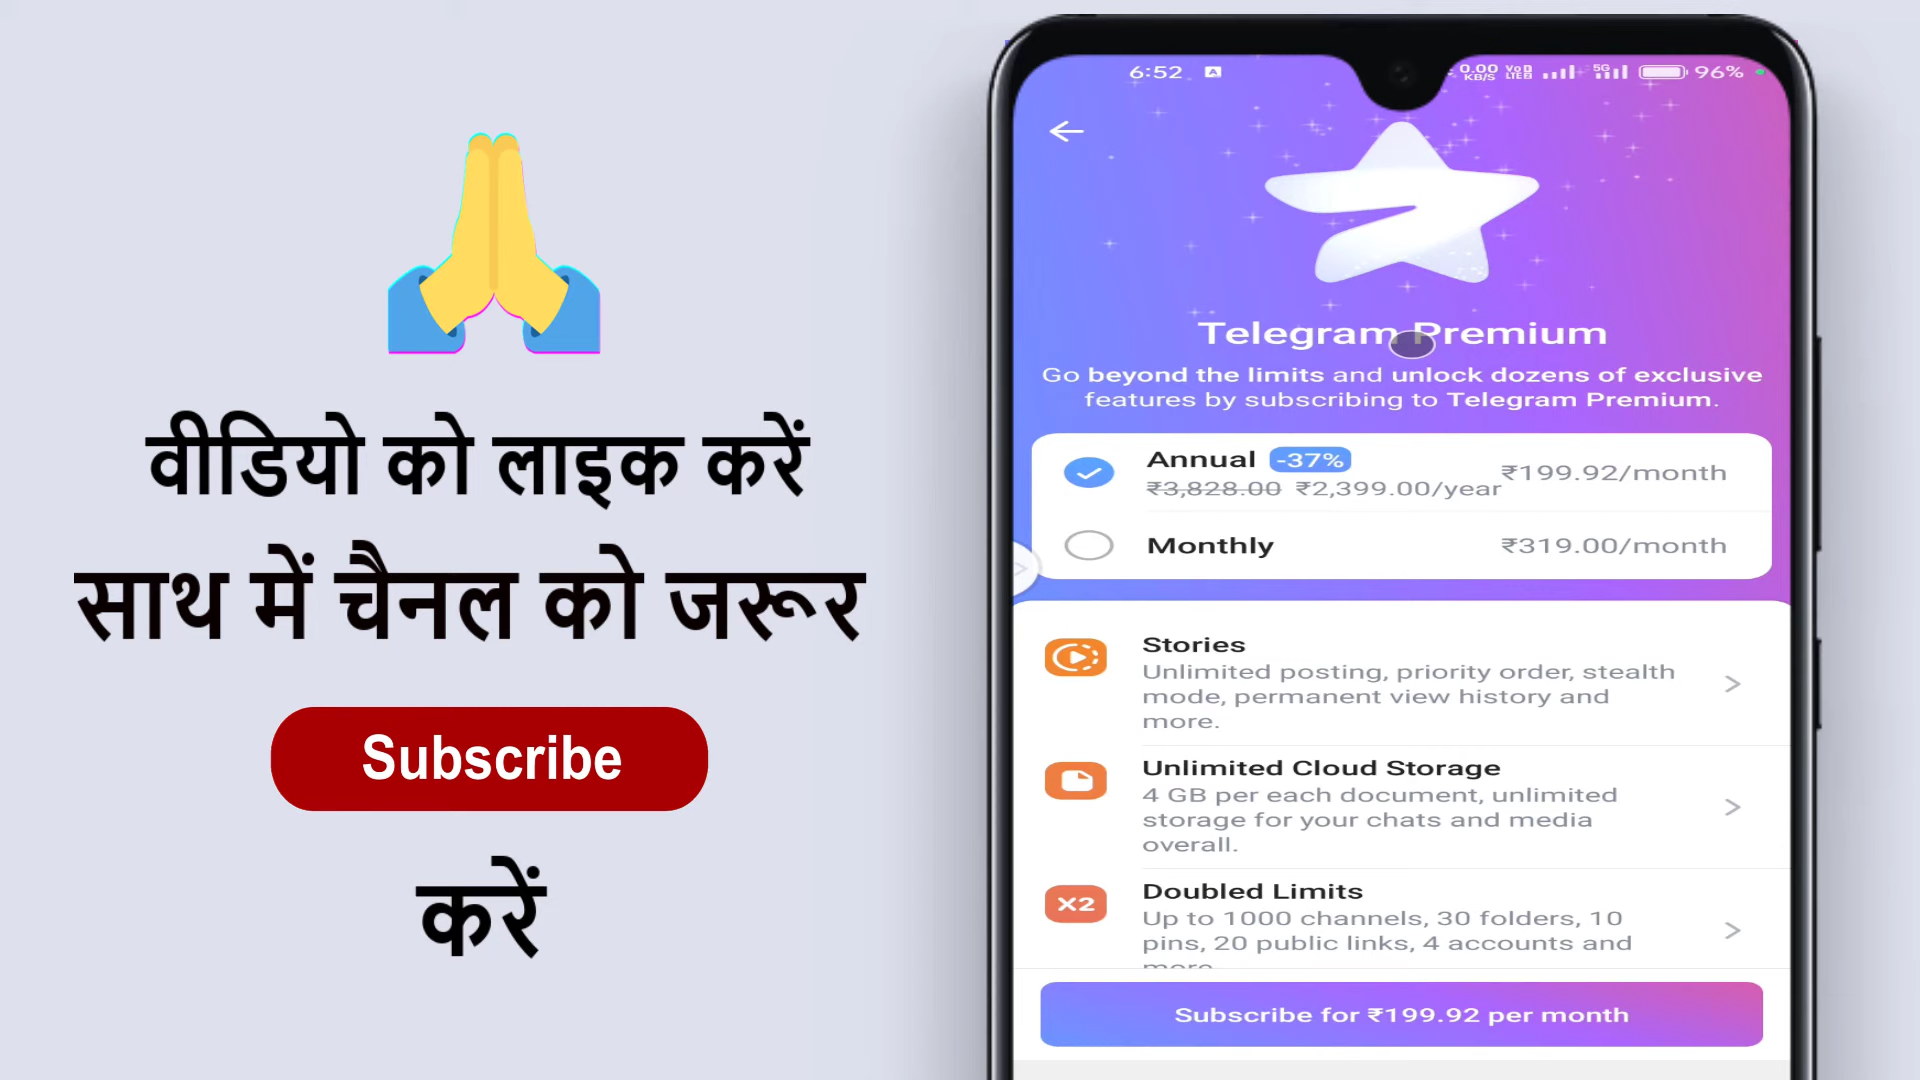 वीडियो को लाइक करें
साथ में चैनल को जरूर
Subscribe
करें
6:52 A 0.00 KB/S 5G 96%
Telegram Premium
Go beyond the limits and unlock dozens of exclusive
features by subscribing to Telegram Premium.
Annual -37%
₹3,828.00 ₹2,399.00/year ₹199.92/month
Monthly ₹319.00/month
Stories
Unlimited posting, priority order, stealth
mode, permanent view history and
more.
Unlimited Cloud Storage
4 GB per each document, unlimited
storage for your chats and media
overall.
X2 Doubled Limits
Up to 1000 channels, 30 folders, 10
pins, 20 public links, 4 accounts and
Subscribe for ₹199.92 per month